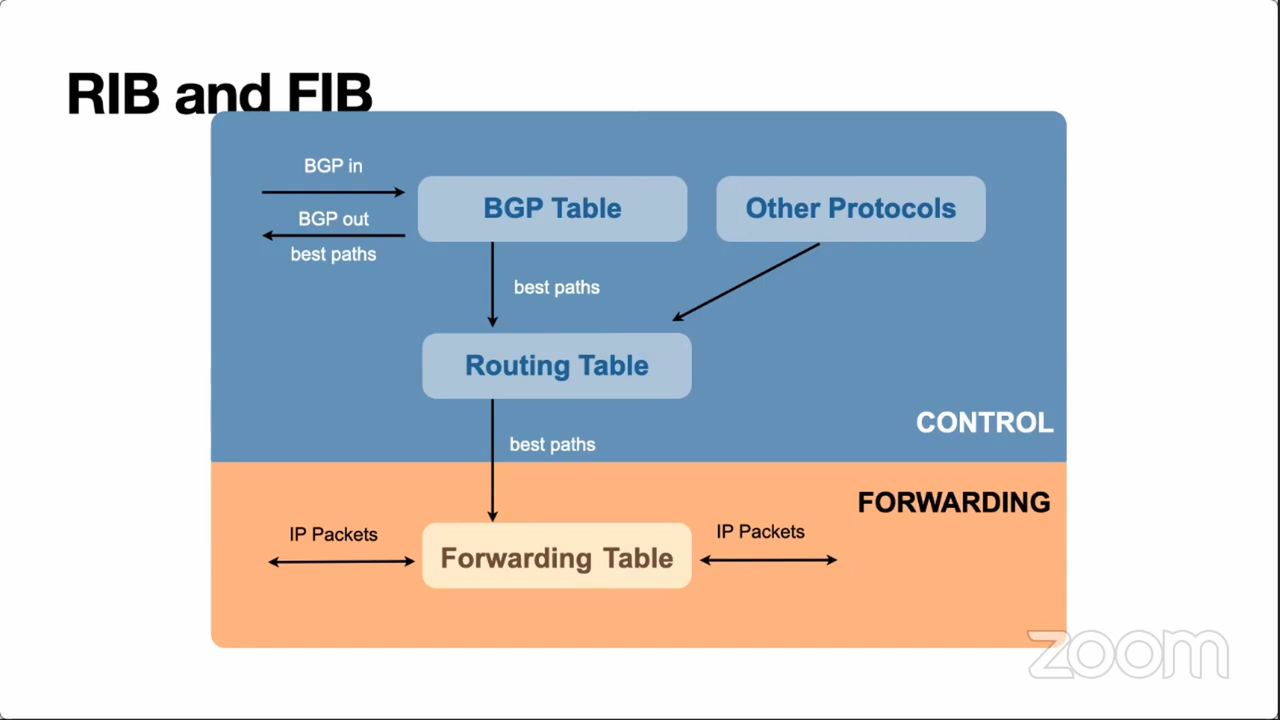 RIB and FIB
BGP in
BGP out
best paths
BGP Table
Other Protocols
best paths
Routing Table
CONTROL
best paths
FORWARDING
IP Packets
Forwarding Table
IP Packets
zoom